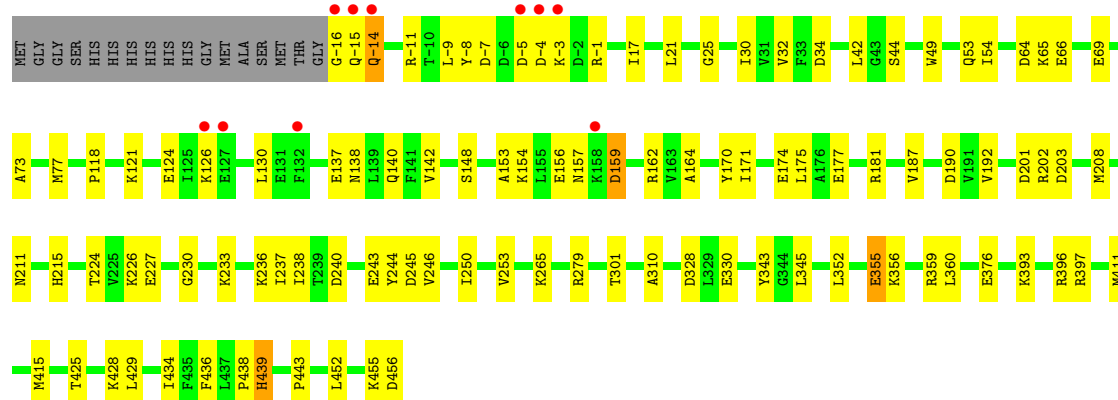 MET GLY GLY SER HIS HIS HIS HIS HIS HIS GLY MET ALA SER MET THR GLY G-16 Q-15 Q-14 R-11 T-10 L-9 Y-8 D-7 D-6 D-5 D-4 K-3 D-2 R-1 I17 L21 G25 I30 V31 V32 F33 D34 L42 G43 S44 W49 Q53 I54 D64 K65 E66 E69
A73 M77 P118 K121 E124 I125 K126 E127 L130 E131 F132 E137 N138 L139 Q140 F141 V142 S148 A153 K154 L155 E156 N157 K158 D159 R162 V163 A164 Y170 I171 E174 L175 A176 E177 R181 V187 D190 V191 V192 D201 R202 D203 M208
N211 H215 T224 V225 K226 E227 G230 K233 K236 I237 I238 T239 D240 E243 Y244 D245 V246 I250 V253 K265 R279 T301 A310 D328 L329 E330 Y343 G344 L345 L352 E355 K356 R359 L360 E376 K393 R396 R397 M411
M415 T425 K428 L429 I434 F435 F436 L437 P438 H439 P443 L452 K455 D456